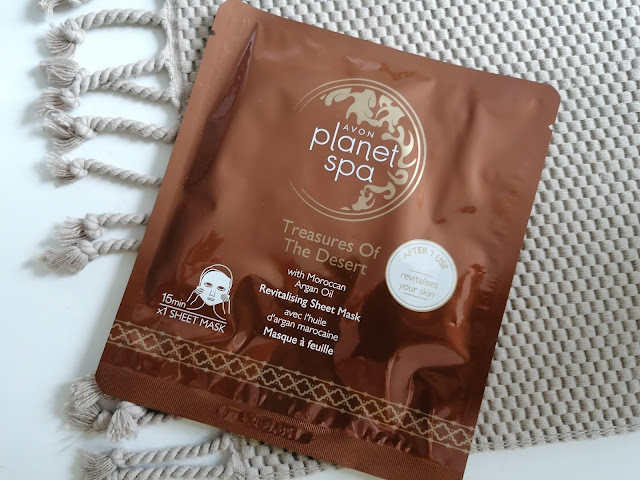 AVON
planet
spa
Treasures Of
The Desert
with Moroccan
Argan Oil
Revitalising Sheet Mask
avec l'huile
d'argan marocaine
Masque à feuille
15min
x1 SHEET MASK
AFTER 1 USE
revitalises
your skin